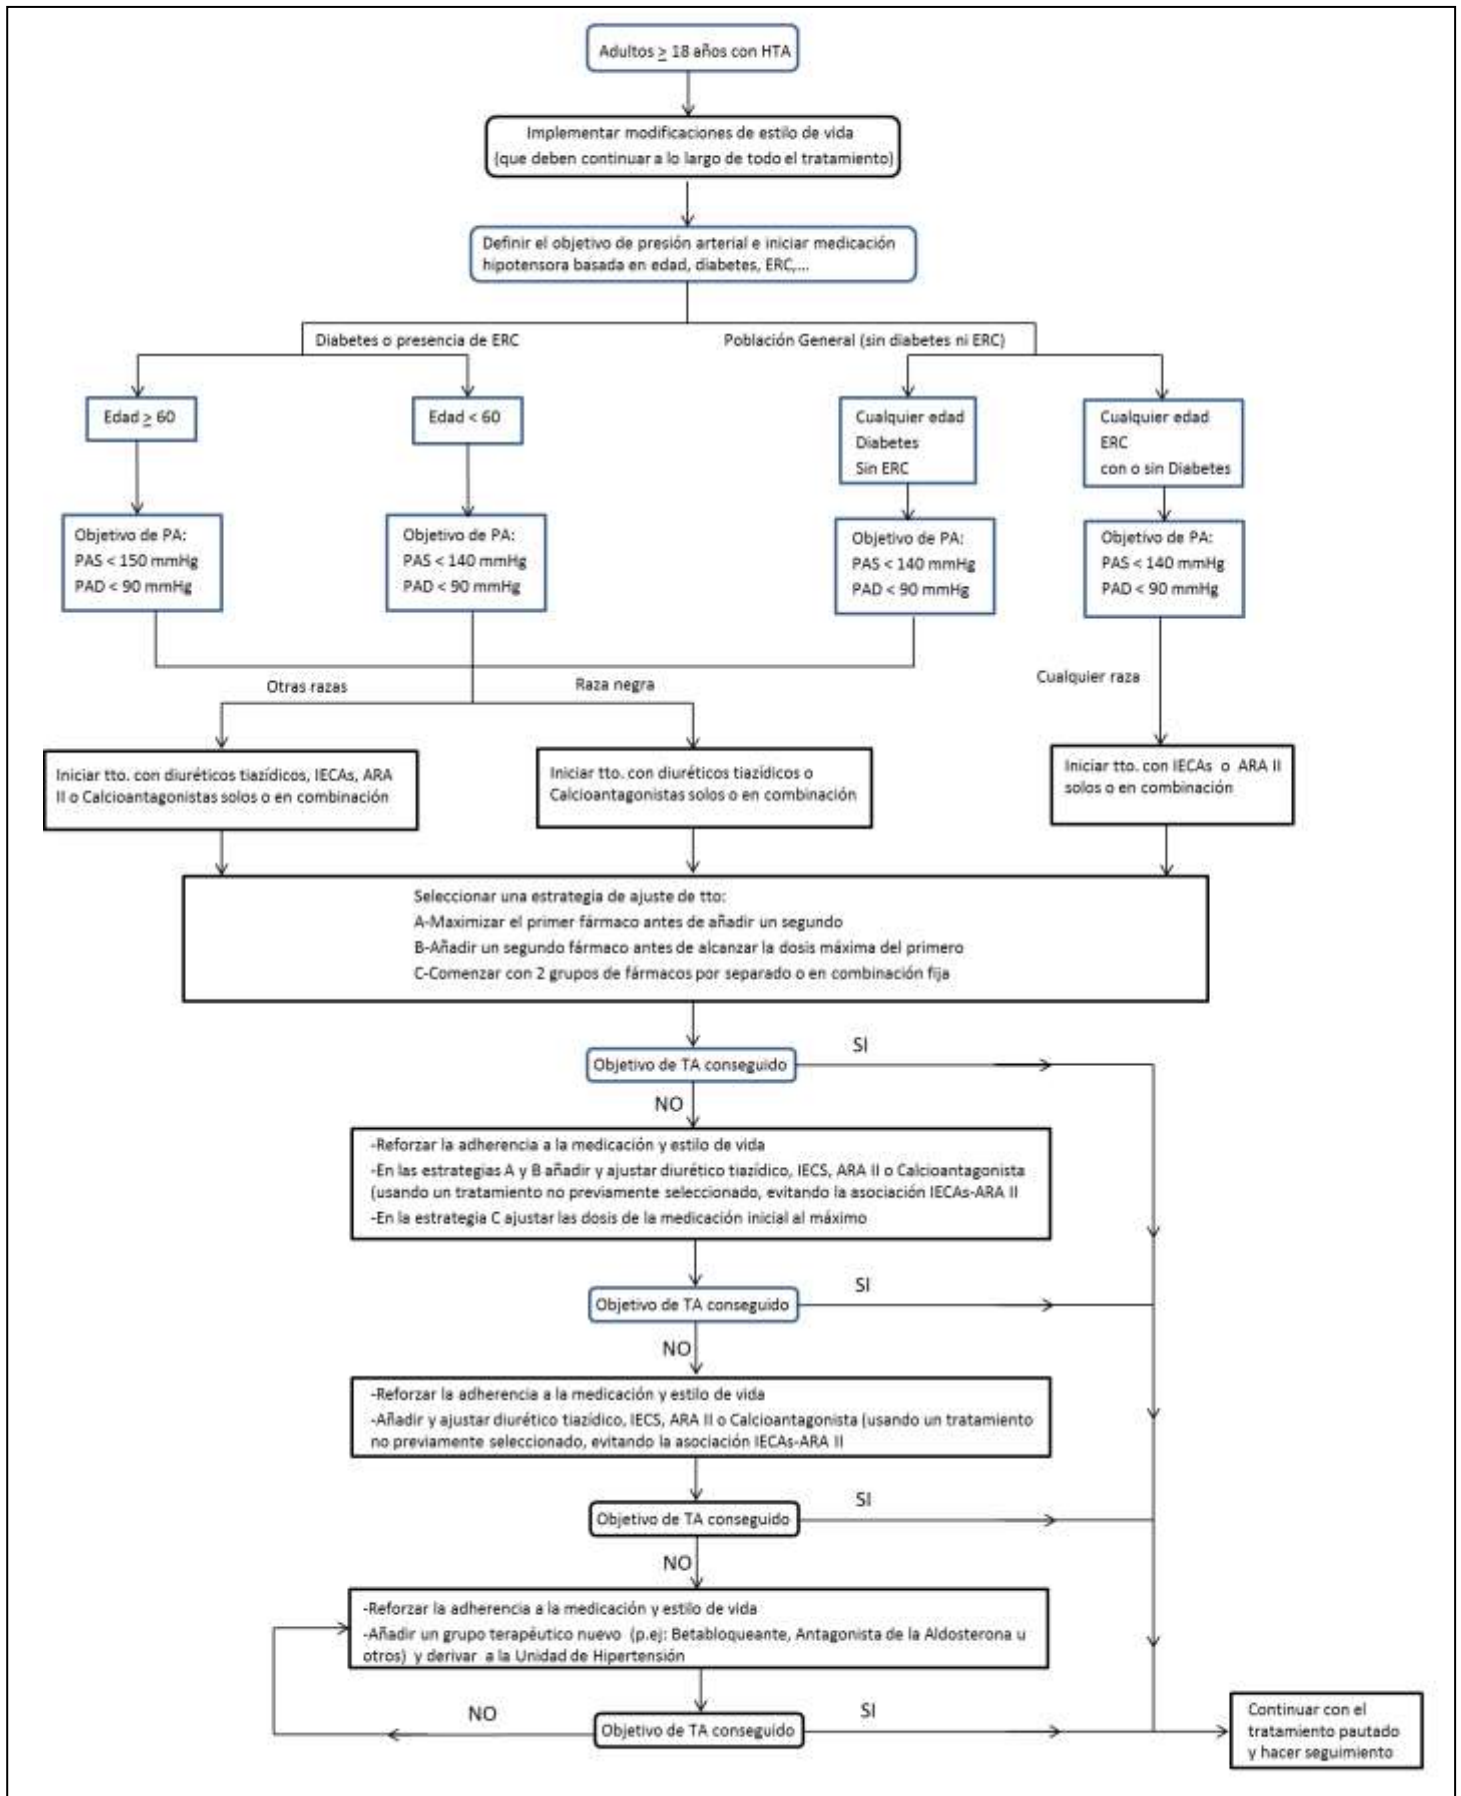 Adultos ≥ 18 años con HTA
Implementar modificaciones de estilo de vida
(que deben continuar a lo largo de todo el tratamiento)
Definir el objetivo de presión arterial e iniciar medicación
hipotensora basada en edad, diabetes, ERC,...
Diabetes o presencia de ERC
Población General (sin diabetes ni ERC)
Edad ≥ 60
Edad < 60
Cualquier edad
Diabetes
Sin ERC
Cualquier edad
ERC
con o sin Diabetes
Objetivo de PA:
PAS < 150 mmHg
PAD < 90 mmHg
Objetivo de PA:
PAS < 140 mmHg
PAD < 90 mmHg
Objetivo de PA:
PAS < 140 mmHg
PAD < 90 mmHg
Objetivo de PA:
PAS < 140 mmHg
PAD < 90 mmHg
Otras razas
Raza negra
Cualquier raza
Iniciar tto. con diuréticos tiazídicos, IECAs, ARA
II o Calcioantagonistas solos o en combinación
Iniciar tto. con diuréticos tiazídicos o
Calcioantagonistas solos o en combinación
Iniciar tto. con IECAs o ARA II
solos o en combinación
Seleccionar una estrategia de ajuste de tto:
A-Maximizar el primer fármaco antes de añadir un segundo
B-Añadir un segundo fármaco antes de alcanzar la dosis máxima del primero
C-Comenzar con 2 grupos de fármacos por separado o en combinación fija
Objetivo de TA conseguido
SI
NO
-Reforzar la adherencia a la medicación y estilo de vida
-En las estrategias A y B añadir y ajustar diurético tiazídico, IECS, ARA II o Calcioantagonista
(usando un tratamiento no previamente seleccionado, evitando la asociación IECAs-ARA II
-En la estrategia C ajustar las dosis de la medicación inicial al máximo
Objetivo de TA conseguido
SI
NO
-Reforzar la adherencia a la medicación y estilo de vida
-Añadir y ajustar diurético tiazídico, IECS, ARA II o Calcioantagonista (usando un tratamiento
no previamente seleccionado, evitando la asociación IECAs-ARA II
Objetivo de TA conseguido
SI
NO
-Reforzar la adherencia a la medicación y estilo de vida
-Añadir un grupo terapéutico nuevo (p.ej: Betabloqueante, Antagonista de la Aldosterona u
otros) y derivar a la Unidad de Hipertensión
NO
Objetivo de TA conseguido
SI
Continuar con el
tratamiento pautado
y hacer seguimiento